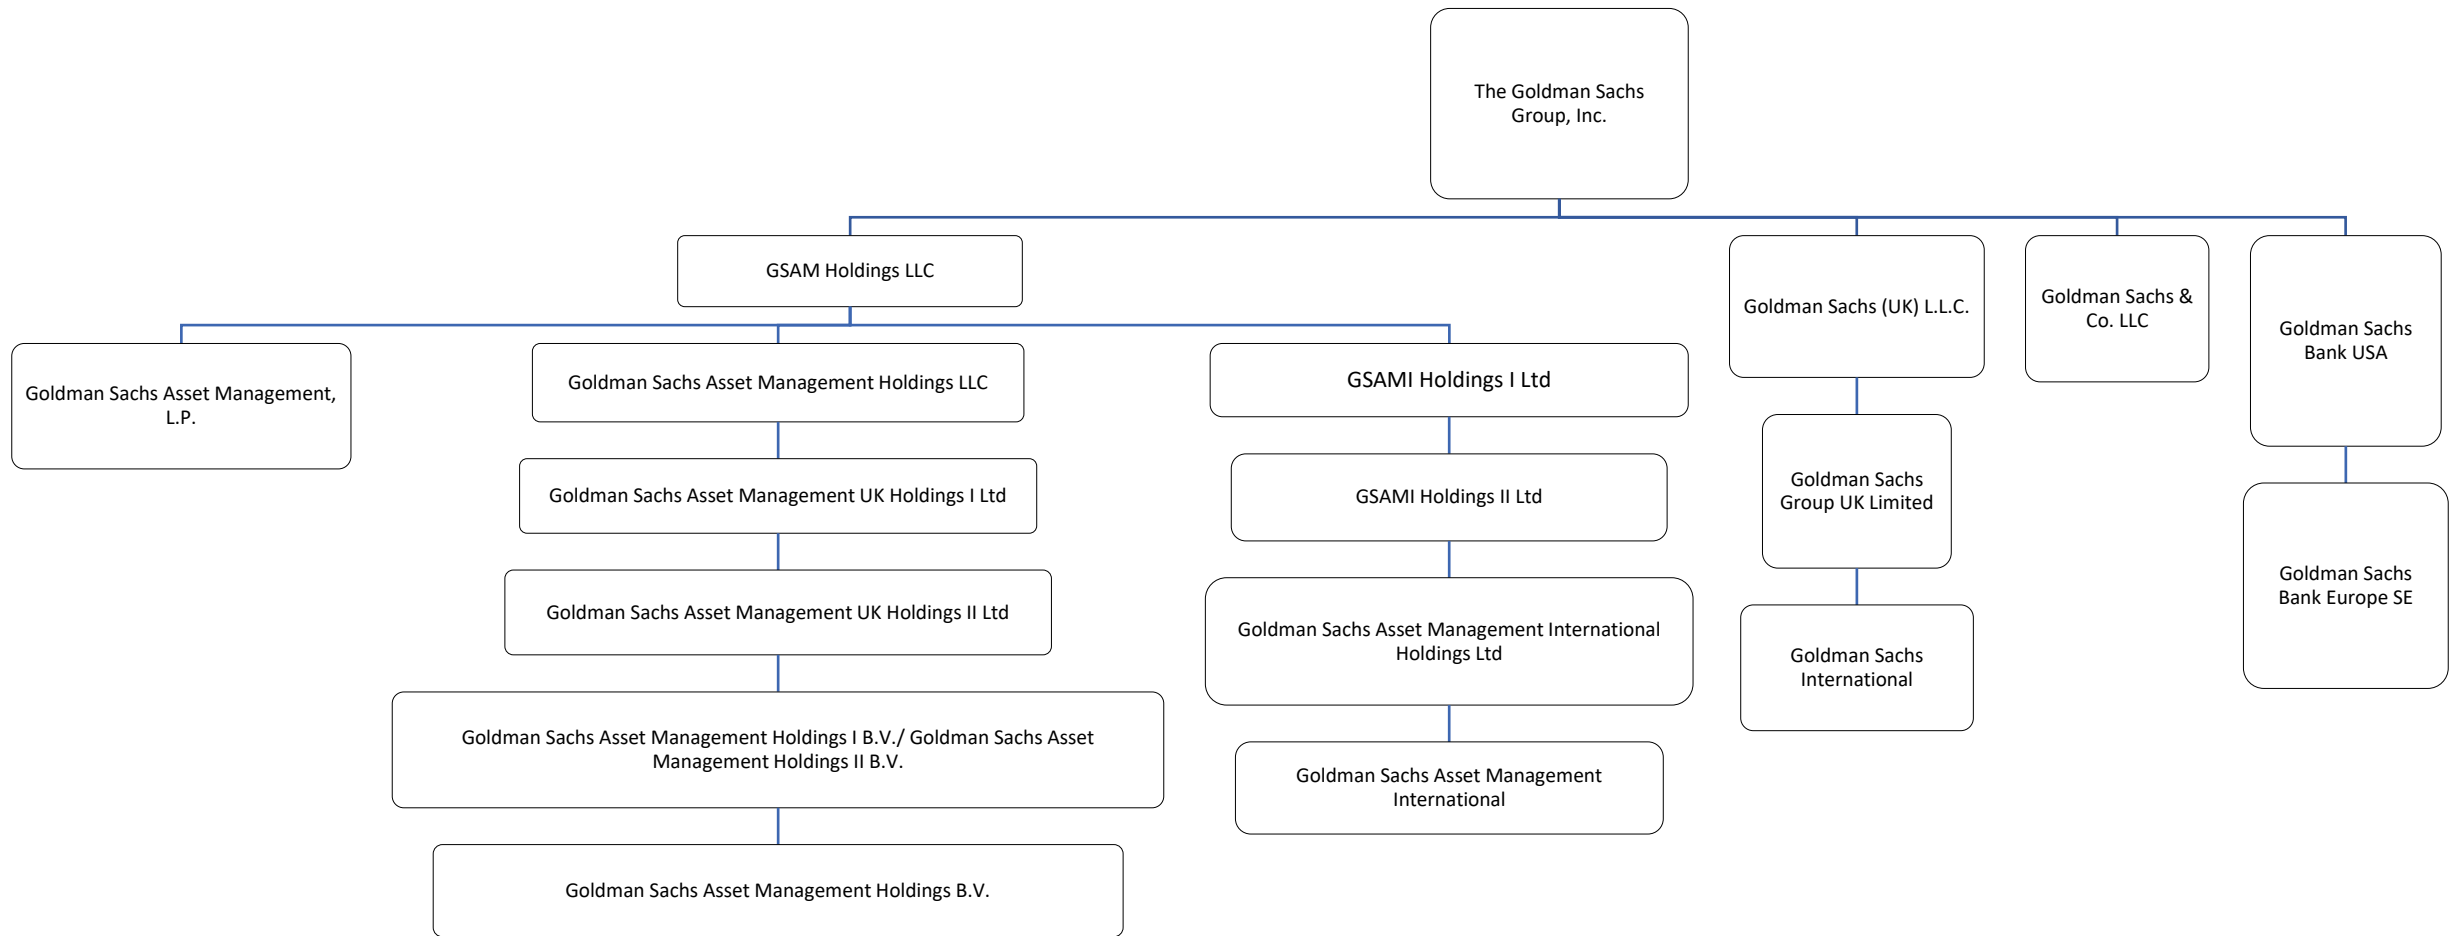 The Goldman Sachs
Group, Inc.
GSAM Holdings LLC
Goldman Sachs (UK) L.L.C.
Goldman Sachs &
Co. LLC
Goldman Sachs
Bank USA
Goldman Sachs Asset Management,
L.P.
Goldman Sachs Asset Management Holdings LLC
GSAMI Holdings I Ltd
Goldman Sachs Asset Management UK Holdings I Ltd
GSAMI Holdings II Ltd
Goldman Sachs
Group UK Limited
Goldman Sachs
Bank Europe SE
Goldman Sachs Asset Management UK Holdings II Ltd
Goldman Sachs Asset Management International
Holdings Ltd
Goldman Sachs
International
Goldman Sachs Asset Management Holdings I B.V./ Goldman Sachs Asset
Management Holdings II B.V.
Goldman Sachs Asset Management
International
Goldman Sachs Asset Management Holdings B.V.